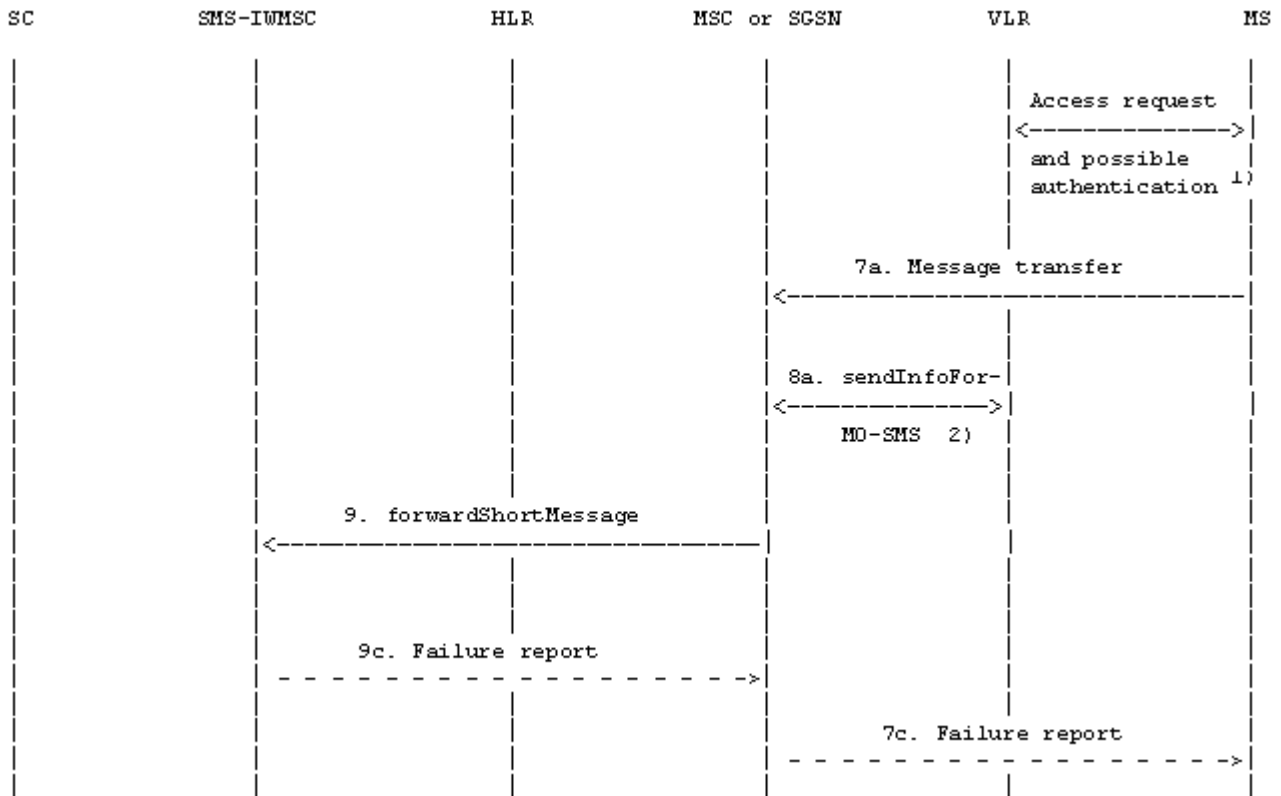 SC SMS-IWMSC HLR MSC or SGSN VLR MS
Access request
and possible
authentication 1)
7a. Message transfer
8a. sendInfoFor-
MO-SMS 2)
9. forwardShortMessage
9c. Failure report
7c. Failure report